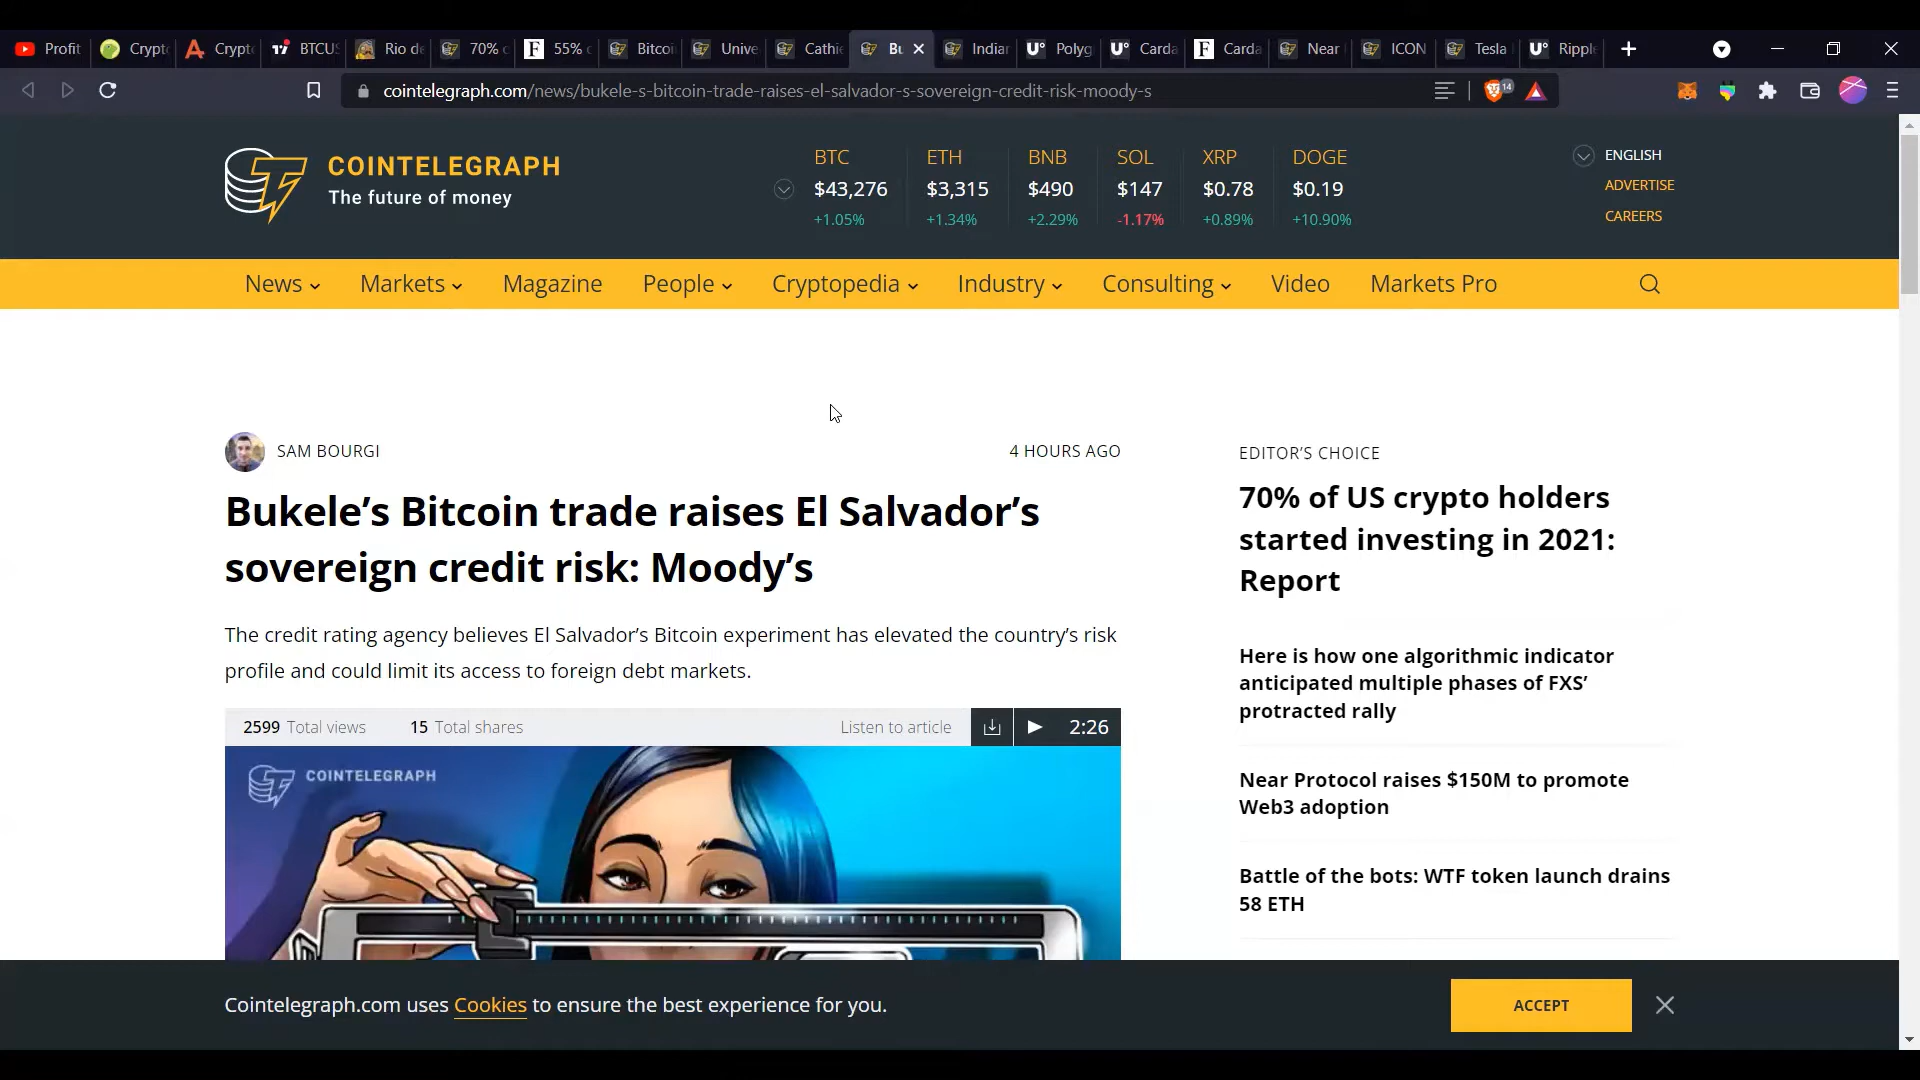 Profit
Crypt
Crypt
BTCUS
Rio de
70% o
55% o
Bitcoi
Unive
Cathie
Bu
Indian
Polyg
Carda
Carda
Near
ICON
Tesla
Ripple
cointelegraph.com/news/bukele-s-bitcoin-trade-raises-el-salvador-s-sovereign-credit-risk-moody-s
14
COINTELEGRAPH
The future of money
BTC ETH BNB SOL XRP DOGE
$43,276 $3,315 $490 $147 $0.78 $0.19
+1.05% +1.34% +2.29% -1.17% +0.89% +10.90%
ENGLISH
ADVERTISE
CAREERS
News Markets Magazine People Cryptopedia Industry Consulting Video Markets Pro
SAM BOURGI
4 HOURS AGO
Bukele’s Bitcoin trade raises El Salvador’s
sovereign credit risk: Moody’s
The credit rating agency believes El Salvador’s Bitcoin experiment has elevated the country’s risk
profile and could limit its access to foreign debt markets.
2599 Total views 15 Total shares Listen to article 2:26
COINTELEGRAPH
EDITOR’S CHOICE
70% of US crypto holders
started investing in 2021:
Report
Here is how one algorithmic indicator
anticipated multiple phases of FXS’
protracted rally
Near Protocol raises $150M to promote
Web3 adoption
Battle of the bots: WTF token launch drains
58 ETH
Cointelegraph.com uses Cookies to ensure the best experience for you.
ACCEPT